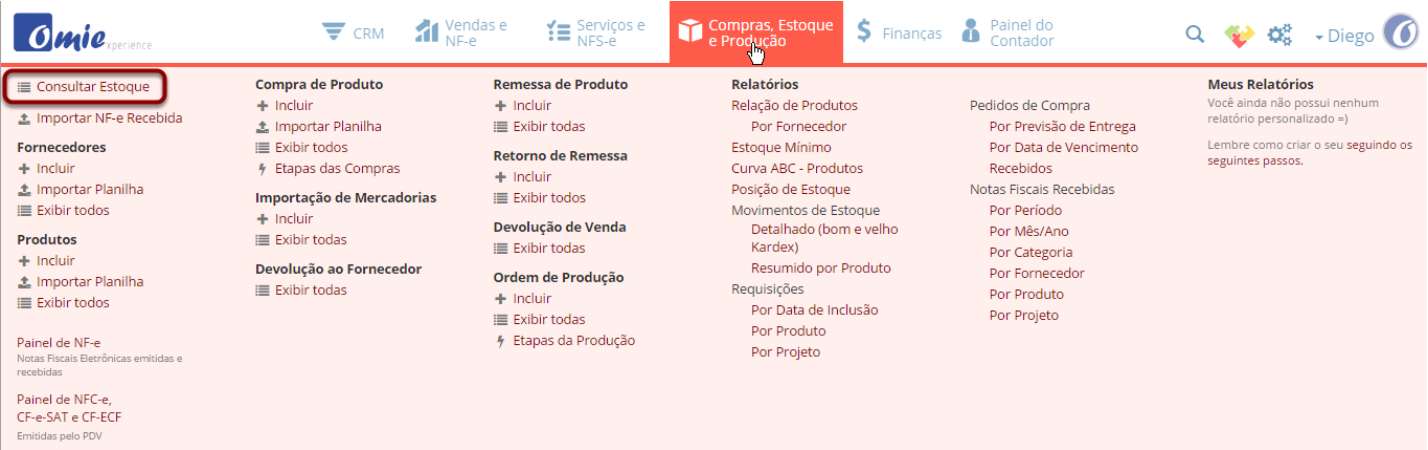 Omie.xperience
CRM
Vendas e
NF-e
Serviços e
NFS-e
Compras, Estoque
e Produção
Finanças
Painel do
Contador
Diego
Consultar Estoque
Importar NF-e Recebida
Fornecedores
Incluir
Importar Planilha
Exibir todos
Produtos
Incluir
Importar Planilha
Exibir todos
Painel de NF-e
Notas Fiscais Eletrônicas emitidas e
recebidas
Painel de NFC-e,
CF-e-SAT e CF-ECF
Emitidas pelo PDV
Compra de Produto
Incluir
Importar Planilha
Exibir todos
Etapas das Compras
Importação de Mercadorias
Incluir
Exibir todas
Devolução ao Fornecedor
Exibir todas
Remessa de Produto
Incluir
Exibir todas
Retorno de Remessa
Incluir
Exibir todos
Devolução de Venda
Exibir todas
Ordem de Produção
Incluir
Exibir todas
Etapas da Produção
Relatórios
Relação de Produtos
Por Fornecedor
Estoque Mínimo
Curva ABC - Produtos
Posição de Estoque
Movimentos de Estoque
Detalhado (bom e velho
Kardex)
Resumido por Produto
Requisições
Por Data de Inclusão
Por Produto
Por Projeto
Pedidos de Compra
Por Previsão de Entrega
Por Data de Vencimento
Recebidos
Notas Fiscais Recebidas
Por Período
Por Mês/Ano
Por Categoria
Por Fornecedor
Por Produto
Por Projeto
Meus Relatórios
Você ainda não possui nenhum
relatório personalizado =)
Lembre como criar o seu seguindo os
seguintes passos.